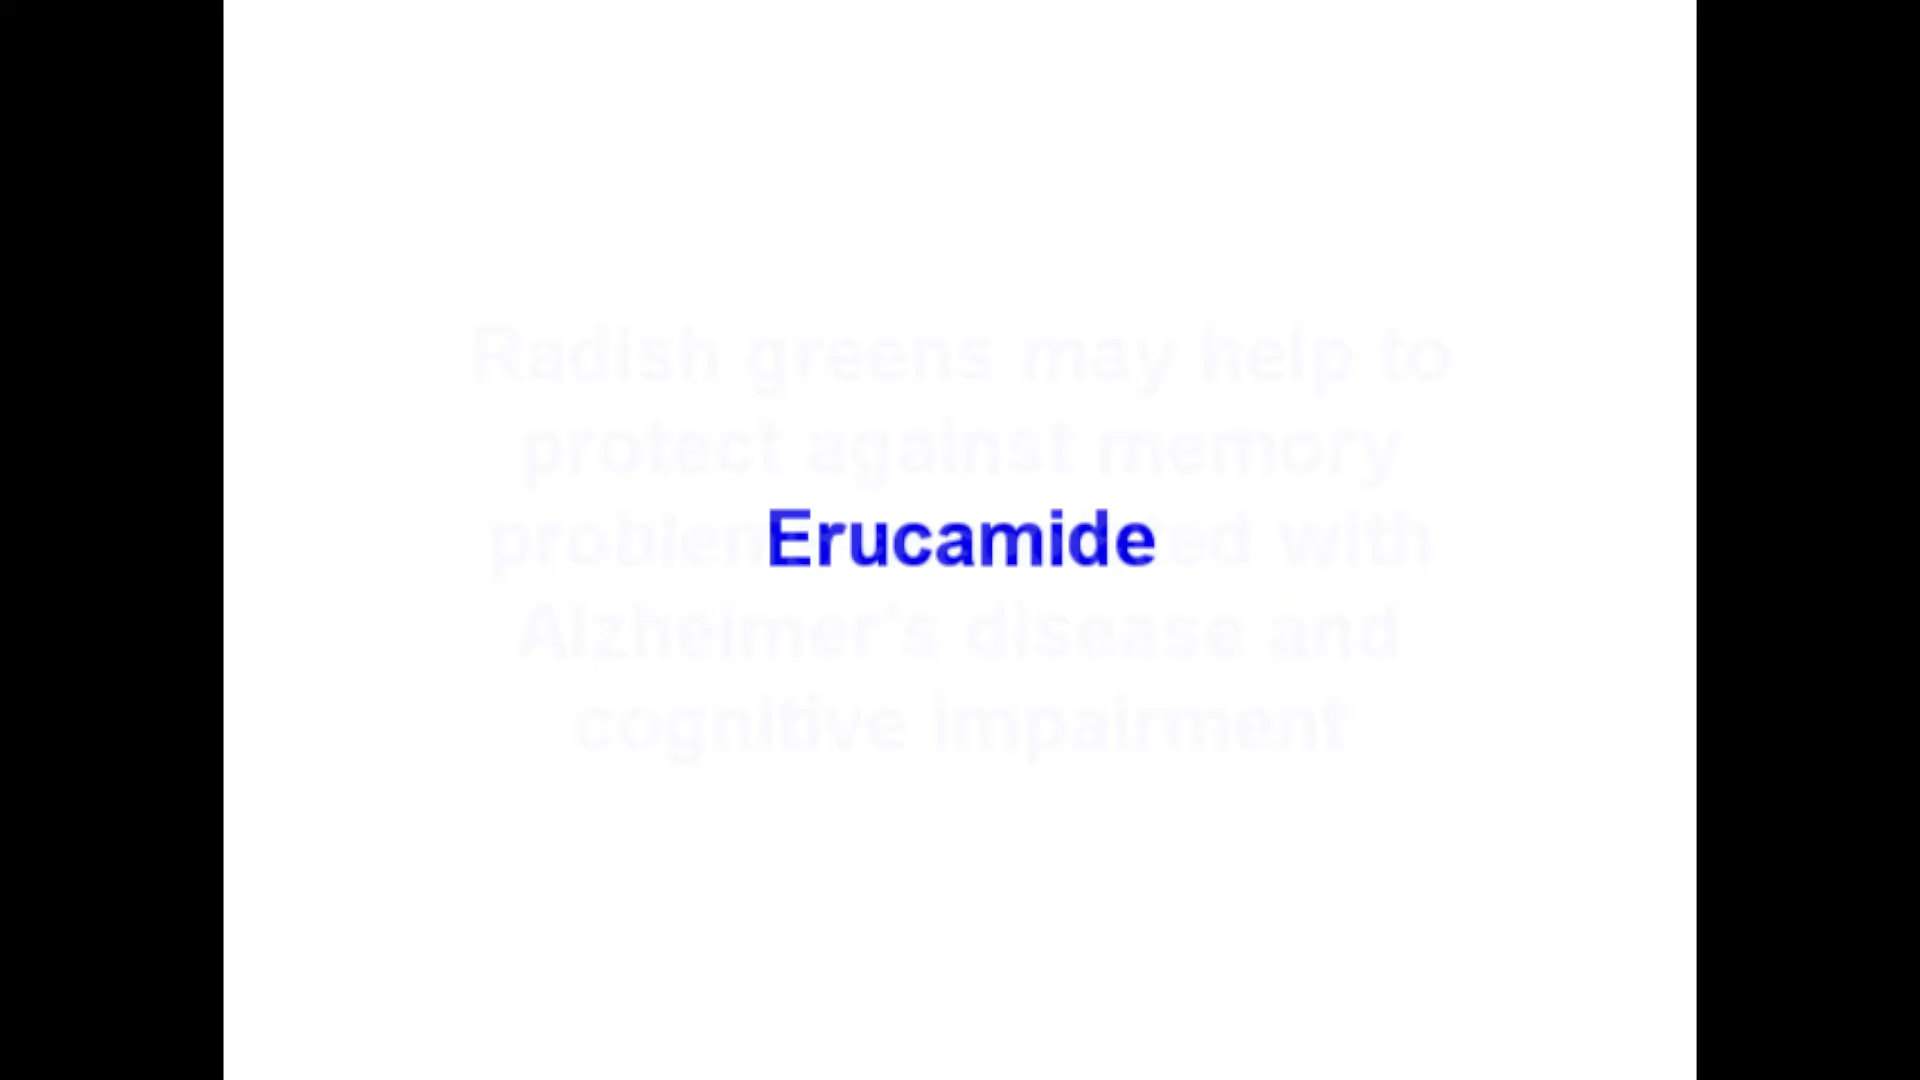 Radish greens may help to
protect against memory
Erucamide
with
Alzheimer's disease and
cognitive impairment